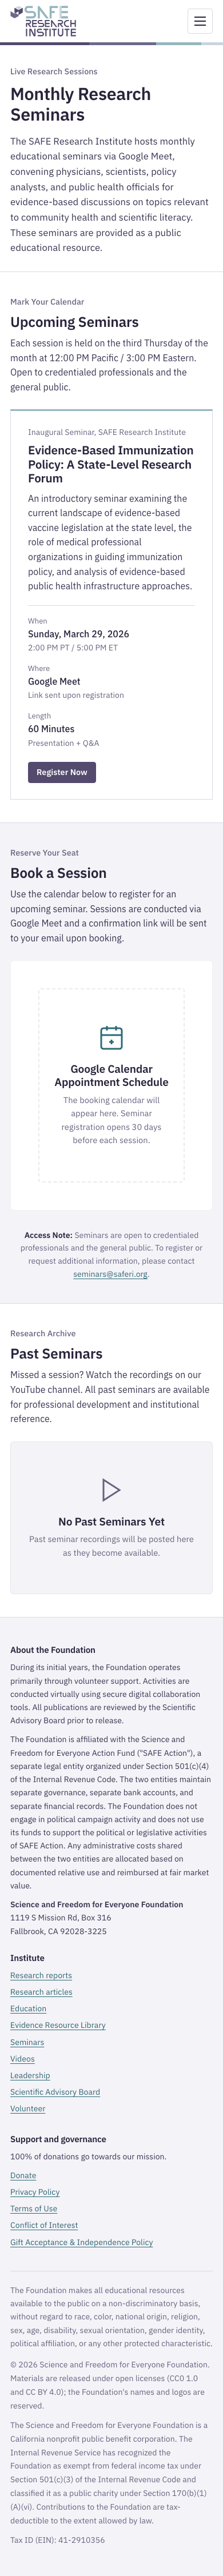 SAFE
RESEARCH
INSTITUTE
Live Research Sessions
Monthly Research
Seminars
The SAFE Research Institute hosts monthly
educational seminars via Google Meet,
convening physicians, scientists, policy
analysts, and public health officials for
evidence-based discussions on topics relevant
to community health and scientific literacy.
These seminars are provided as a public
educational resource.
Mark Your Calendar
Upcoming Seminars
Each session is held on the third Thursday of the
month at 12:00 PM Pacific / 3:00 PM Eastern.
Open to credentialed professionals and the
general public.
Inaugural Seminar, SAFE Research Institute
Evidence-Based Immunization
Policy: A State-Level Research
Forum
An introductory seminar examining the
current landscape of evidence-based
vaccine legislation at the state level, the
role of medical professional
organizations in guiding immunization
policy, and analysis of evidence-based
public health infrastructure approaches.
When
Sunday, March 29, 2026
2:00 PM PT / 5:00 PM ET
Where
Google Meet
Link sent upon registration
Length
60 Minutes
Presentation + Q&A
Register Now
Reserve Your Seat
Book a Session
Use the calendar below to register for an
upcoming seminar. Sessions are conducted via
Google Meet and a confirmation link will be sent
to your email upon booking.
Google Calendar
Appointment Schedule
The booking calendar will
appear here. Seminar
registration opens 30 days
before each session.
Access Note: Seminars are open to credentialed
professionals and the general public. To register or
request additional information, please contact
seminars@saferi.org.
Research Archive
Past Seminars
Missed a session? Watch the recordings on our
YouTube channel. All past seminars are available
for professional development and institutional
reference.
No Past Seminars Yet
Past seminar recordings will be posted here
as they become available.
About the Foundation
During its initial years, the Foundation operates
primarily through volunteer support. Activities are
conducted virtually using secure digital collaboration
tools. All publications are reviewed by the Scientific
Advisory Board prior to release.
The Foundation is affiliated with the Science and
Freedom for Everyone Action Fund ("SAFE Action"), a
separate legal entity organized under Section 501(c)(4)
of the Internal Revenue Code. The two entities maintain
separate governance, separate bank accounts, and
separate financial records. The Foundation does not
engage in political campaign activity and does not use
its funds to support the political or legislative activities
of SAFE Action. Any administrative costs shared
between the two entities are allocated based on
documented relative use and reimbursed at fair market
value.
Science and Freedom for Everyone Foundation
1119 S Mission Rd, Box 316
Fallbrook, CA 92028-3225
Institute
Research reports
Research articles
Education
Evidence Resource Library
Seminars
Videos
Leadership
Scientific Advisory Board
Volunteer
Support and governance
100% of donations go towards our mission.
Donate
Privacy Policy
Terms of Use
Conflict of Interest
Gift Acceptance & Independence Policy
The Foundation makes all educational resources
available to the public on a non-discriminatory basis,
without regard to race, color, national origin, religion,
sex, age, disability, sexual orientation, gender identity,
political affiliation, or any other protected characteristic.
© 2026 Science and Freedom for Everyone Foundation.
Materials are released under open licenses (CC0 1.0
and CC BY 4.0); the Foundation's names and logos are
reserved.
The Science and Freedom for Everyone Foundation is a
California nonprofit public benefit corporation. The
Internal Revenue Service has recognized the
Foundation as exempt from federal income tax under
Section 501(c)(3) of the Internal Revenue Code and
classified it as a public charity under Section 170(b)(1)
(A)(vi). Contributions to the Foundation are tax-
deductible to the extent allowed by law.
Tax ID (EIN): 41-2910356